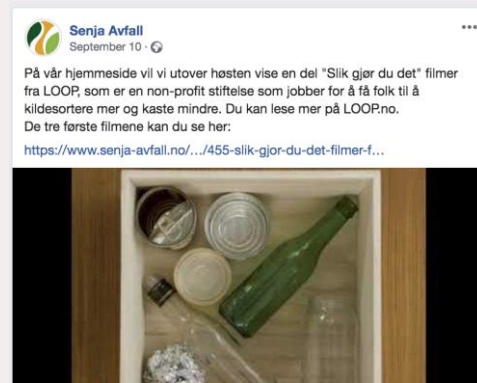 Senja Avfall
September 10 ·
På vår hjemmeside vil vi utover høsten vise en del "Slik gjør du det" filmer
fra LOOP, som er en non-profit stiftelse som jobber for å få folk til å
kildesortere mer og kaste mindre. Du kan lese mer på LOOP.no.
De tre første filmene kan du se her:
https://www.senja-avfall.no/.../455-slik-gjor-du-det-filmer-f...